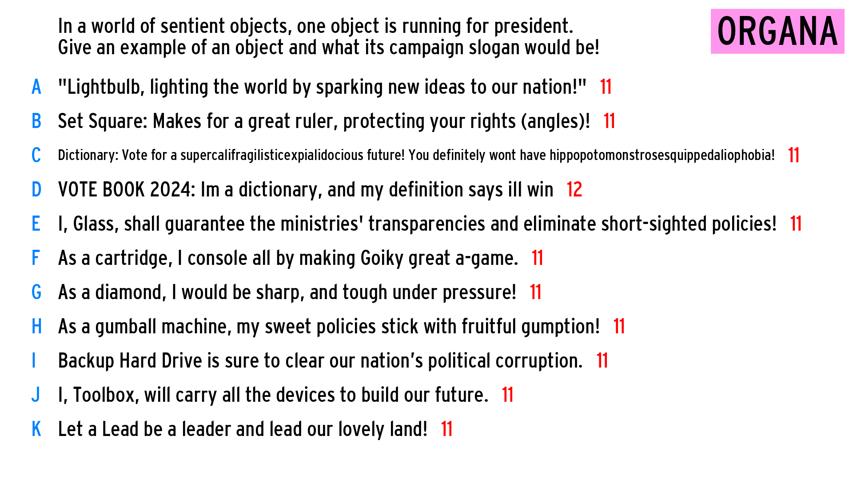 In a world of sentient objects, one object is running for president.
Give an example of an object and what its campaign slogan would be!
ORGANA
A "Lightbulb, lighting the world by sparking new ideas to our nation!" 11
B Set Square: Makes for a great ruler, protecting your rights (angles)! 11
C Dictionary: Vote for a supercalifragilisticexpialidocious future! You definitely wont have hippopotomonstrosesquippedaliophobia! 11
D VOTE BOOK 2024: Im a dictionary, and my definition says ill win 12
E I, Glass, shall guarantee the ministries' transparencies and eliminate short-sighted policies! 11
F As a cartridge, I console all by making Goiky great a-game. 11
G As a diamond, I would be sharp, and tough under pressure! 11
H As a gumball machine, my sweet policies stick with fruitful gumption! 11
I Backup Hard Drive is sure to clear our nation's political corruption. 11
J I, Toolbox, will carry all the devices to build our future. 11
K Let a Lead be a leader and lead our lovely land! 11